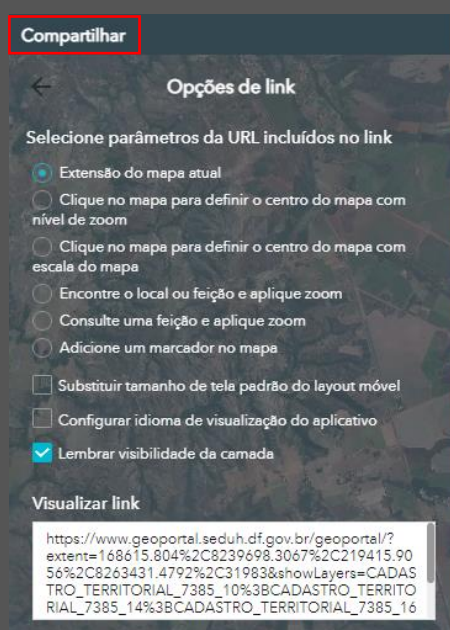 Compartilhar
Opções de link
Selecione parâmetros da URL incluídos no link
Extensão do mapa atual
Clique no mapa para definir o centro do mapa com
nível de zoom
Clique no mapa para definir o centro do mapa com
escala do mapa
Encontre o local ou feição e aplique zoom
Consulte uma feição e aplique zoom
Adicione um marcador no mapa
Substituir tamanho de tela padrão do layout móvel
Configurar idioma de visualização do aplicativo
Lembrar visibilidade da camada
Visualizar link
https://www.geoportal.seduh.df.gov.br/geoportal/?
extent=168615.804%2C8239698.3067%2C219415.90
56%2C8263431.4792%2C31983&showLayers=CADAS
TRO_TERRITORIAL_7385_10%3BCADASTRO_TERRITO
RIAL_7385_14%3BCADASTRO_TERRITORIAL_7385_16